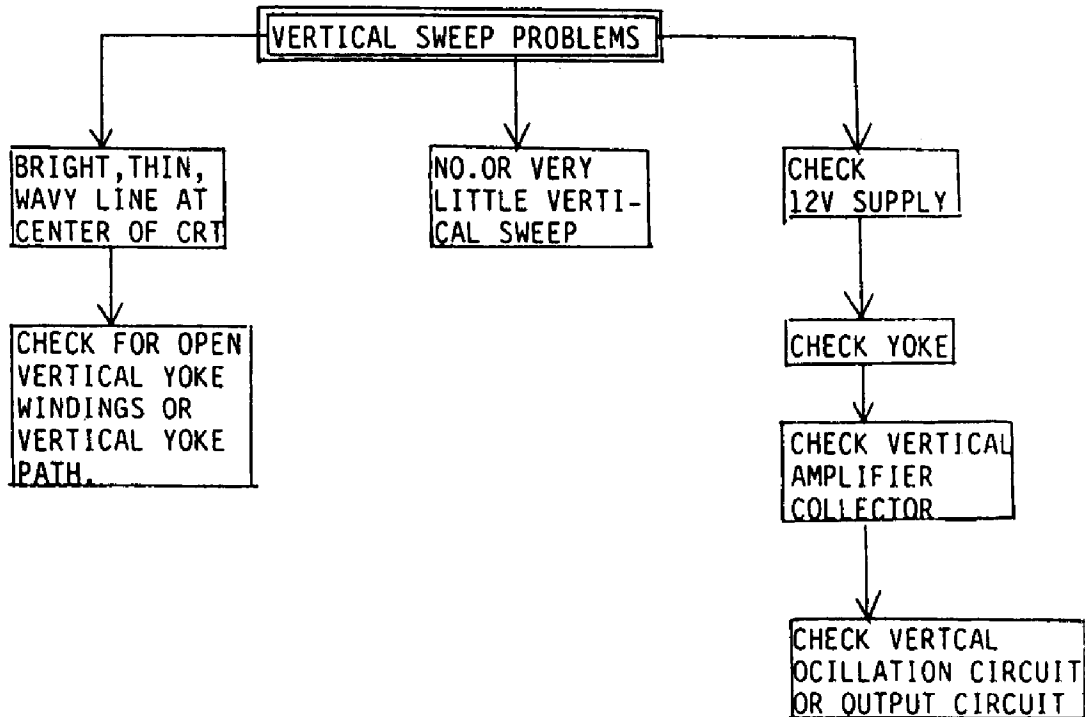 VERTICAL SWEEP PROBLEMS
BRIGHT,THIN,
WAVY LINE AT
CENTER OF CRT
NO.OR VERY
LITTLE VERTI-
CAL SWEEP
CHECK
12V SUPPLY
CHECK FOR OPEN
VERTICAL YOKE
WINDINGS OR
VERTICAL YOKE
PATH.
CHECK YOKE
CHECK VERTICAL
AMPLIFIER
COLLECTOR
CHECK VERTCAL
OCILLATION CIRCUIT
OR OUTPUT CIRCUIT